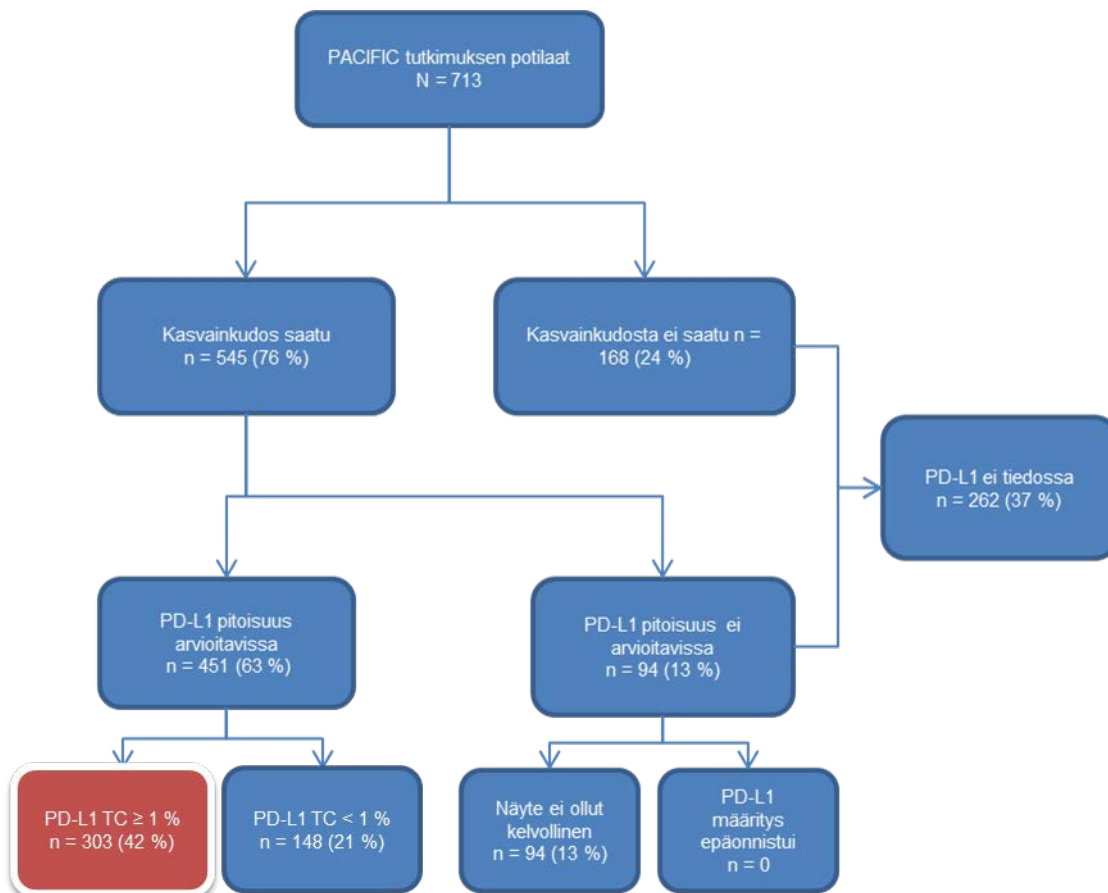 PACIFIC tutkimuksen potilaat
N = 713
Kasvainkudos saatu
n = 545 (76 %)
Kasvainkudosta ei saatu n =
168 (24 %)
PD-L1 ei tiedossa
n = 262 (37 %)
PD-L1 pitoisuus
arvioitavissa
n = 451 (63 %)
PD-L1 pitoisuus ei
arvioitavissa
n = 94 (13 %)
PD-L1 TC ≥ 1 %
n = 303 (42 %)
PD-L1 TC < 1 %
n = 148 (21 %)
Näyte ei ollut
kelvollinen
n = 94 (13 %)
PD-L1
määritys
epäonnistui
n = 0